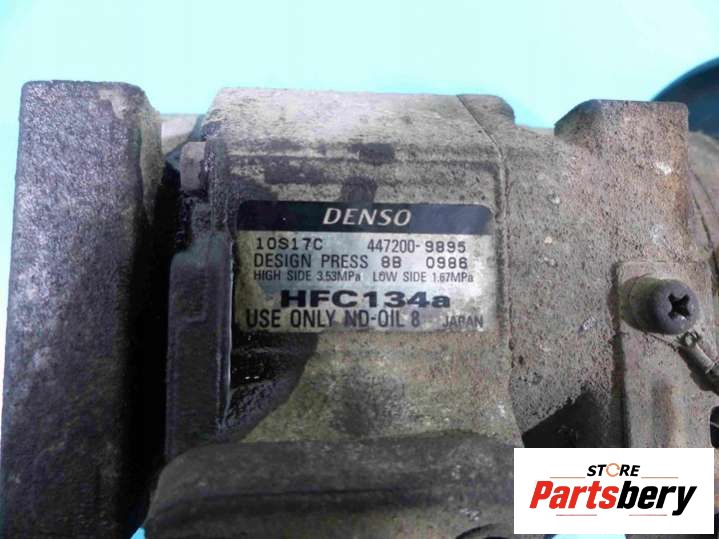 DENSO
10S17C 447200-9895
DESIGN PRESS 8B 0986
HIGH SIDE 3.53MPa LOW SIDE 1.67MPa
HFC134a
USE ONLY ND-OIL 8 JAPAN
STORE
Partsbery